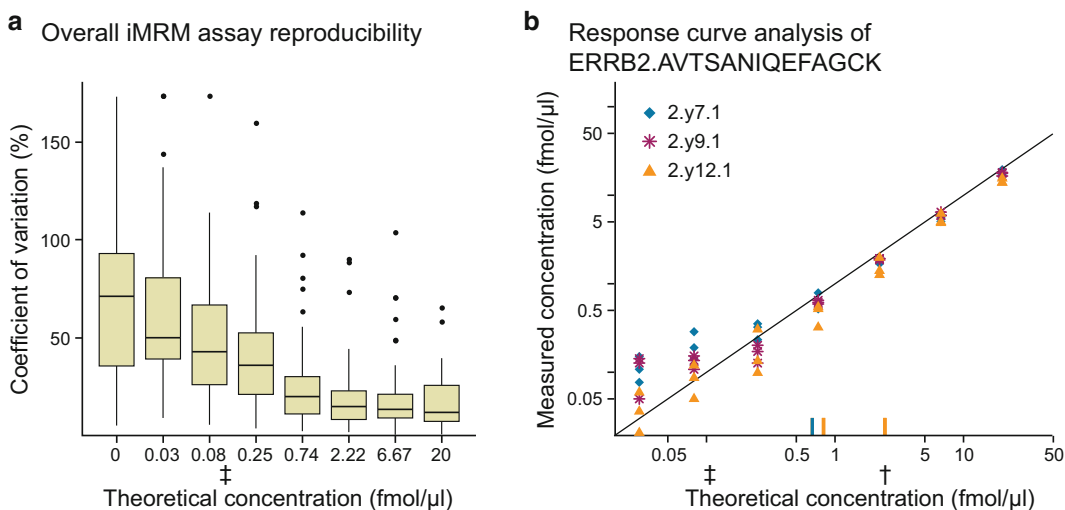 a Overall iMRM assay reproducibility
Coefficient of variation (%)
150
100
50
0 0.03 0.08 0.25 0.74 2.22 6.67 20
‡
Theoretical concentration (fmol/µl)
b Response curve analysis of
ERRB2.AVTSANIQEFAGCK
Measured concentration (fmol/µl)
2.y7.1
2.y9.1
2.y12.1
50
5
0.5
0.05
0.05 0.5 1 5 10 50
‡ †
Theoretical concentration (fmol/µl)